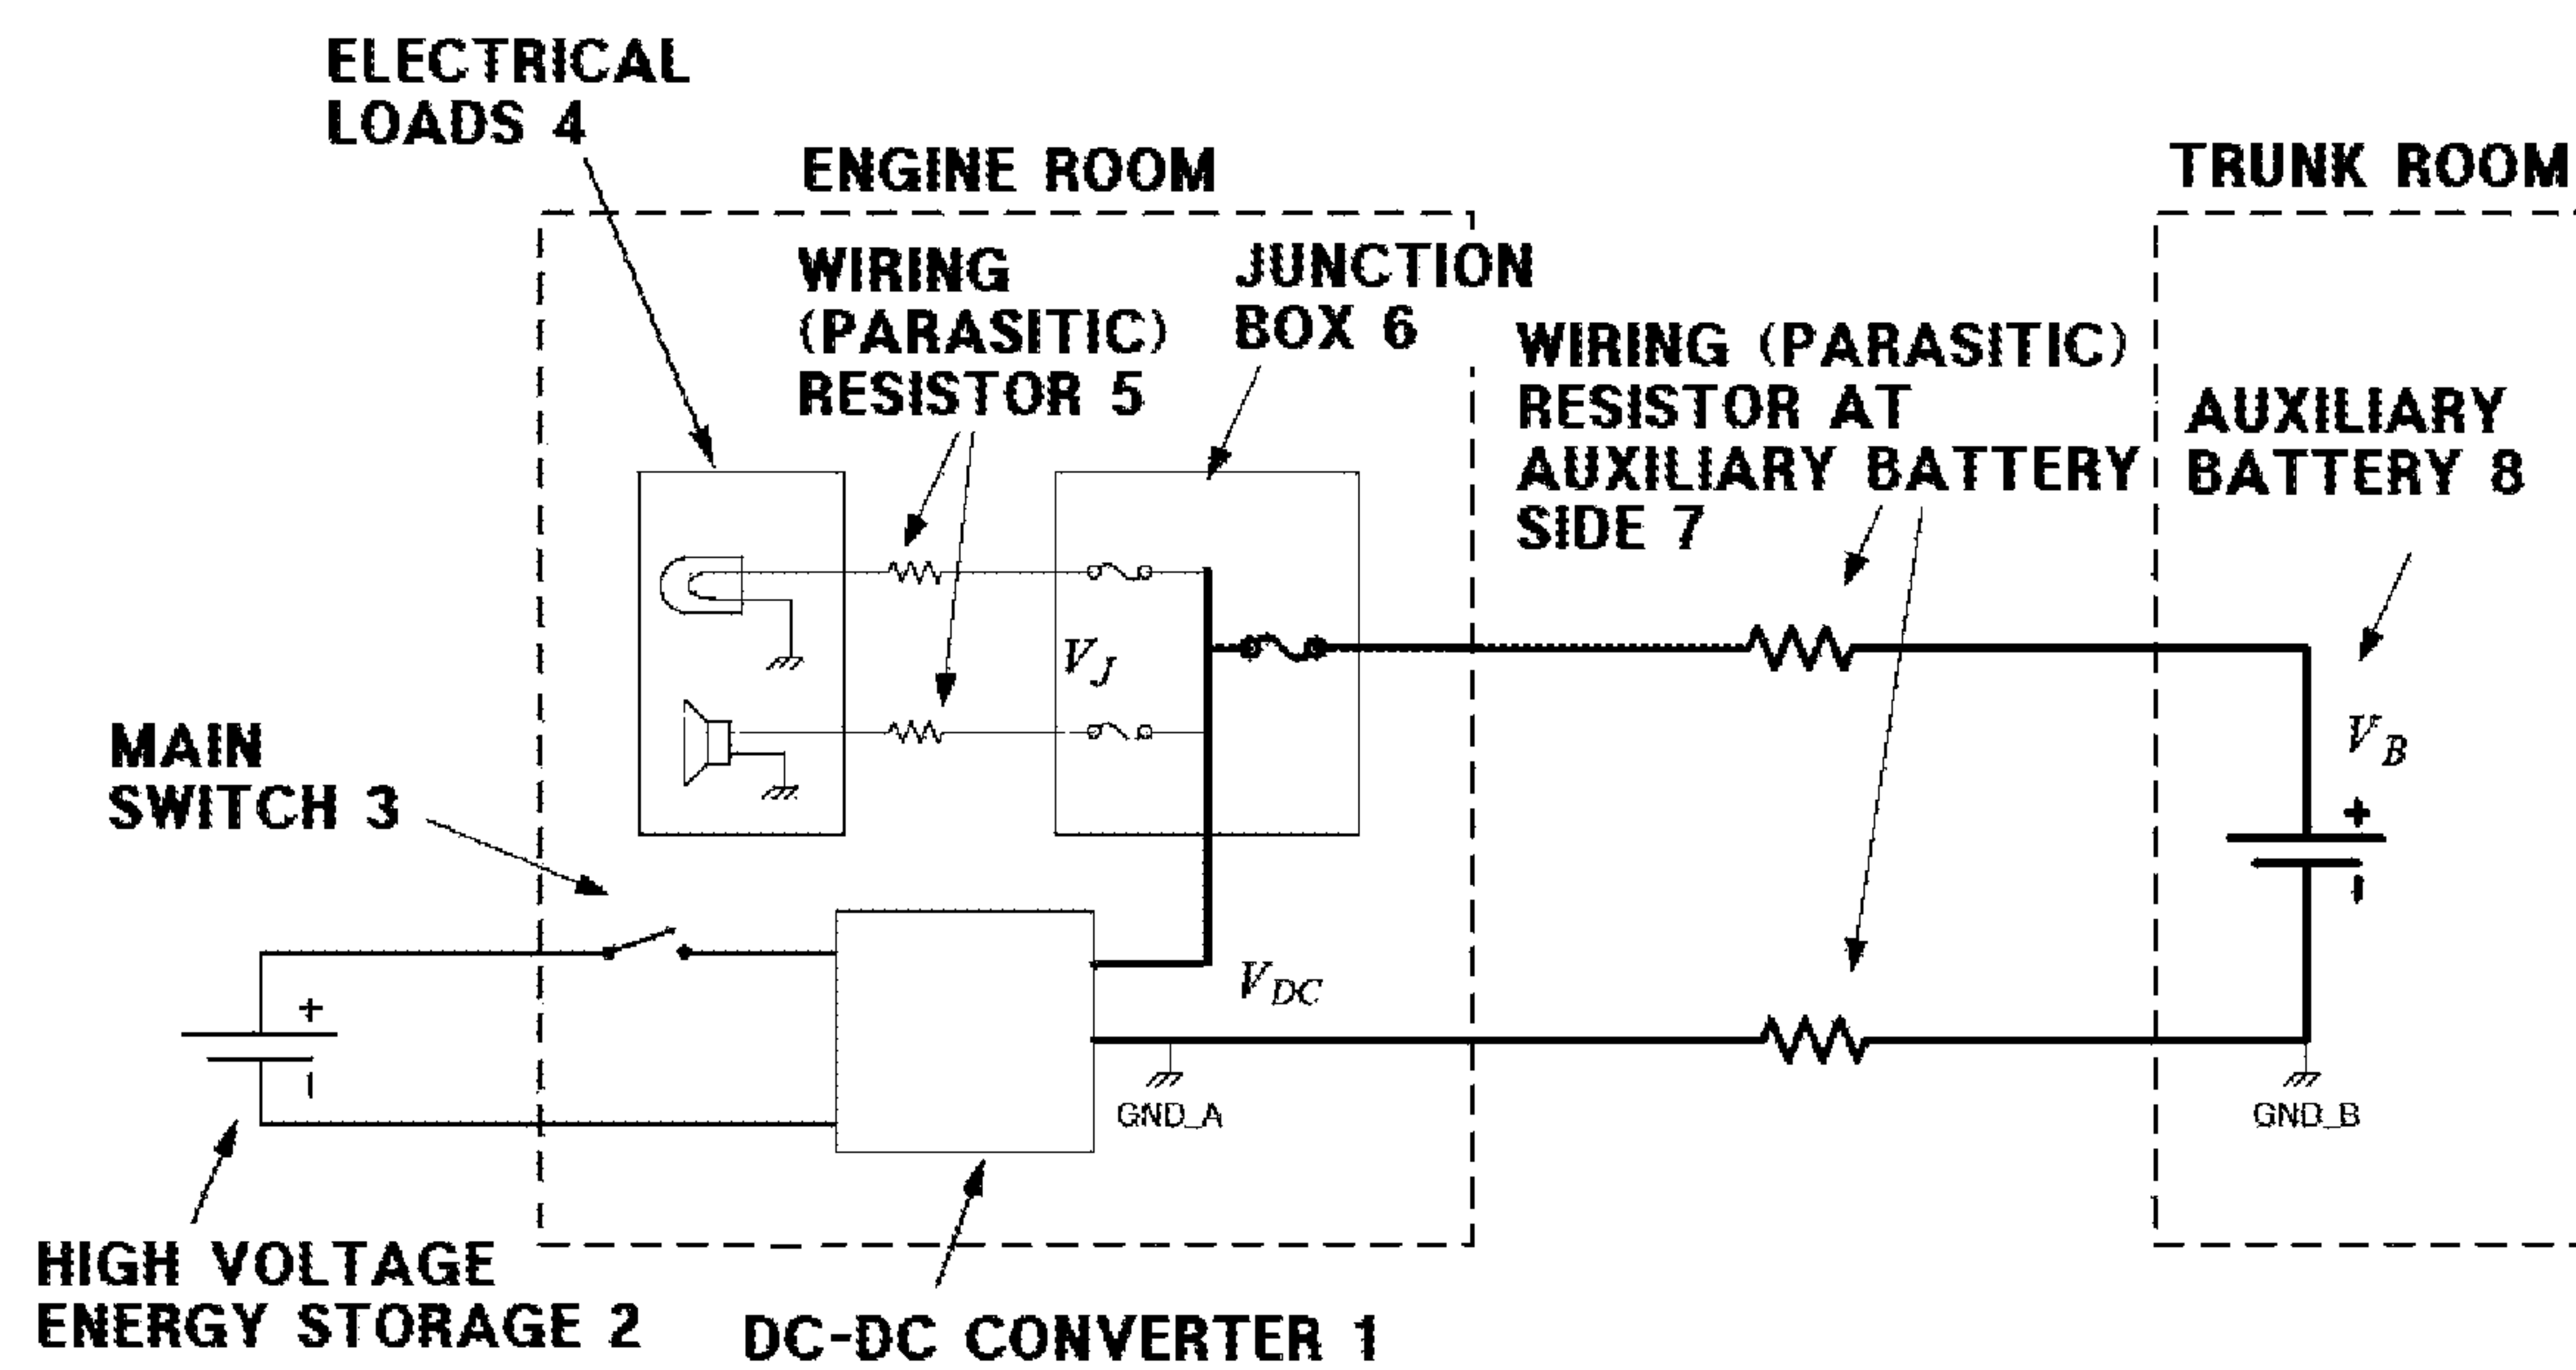 ELECTRICAL
LOADS 4
ENGINE ROOM
TRUNK ROOM
WIRING
(PARASITIC)
RESISTOR 5
JUNCTION
BOX 6
WIRING (PARASITIC)
RESISTOR AT
AUXILIARY BATTERY
SIDE 7
AUXILIARY
BATTERY 8
V_J
V_B
+
-
MAIN
SWITCH 3
V_DC
+
-
GND_A
GND_B
HIGH VOLTAGE
ENERGY STORAGE 2
DC-DC CONVERTER 1